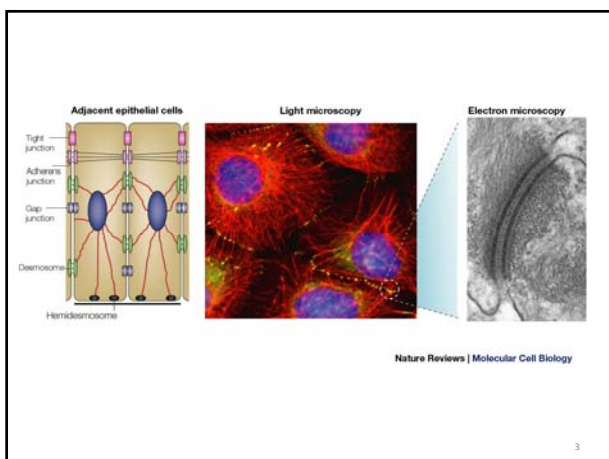 Adjacent epithelial cells
Light microscopy
Electron microscopy
Tight
junction
Adherens
junction
Gap
junction
Desmosome
Hemidesmosome
Nature Reviews | Molecular Cell Biology
3